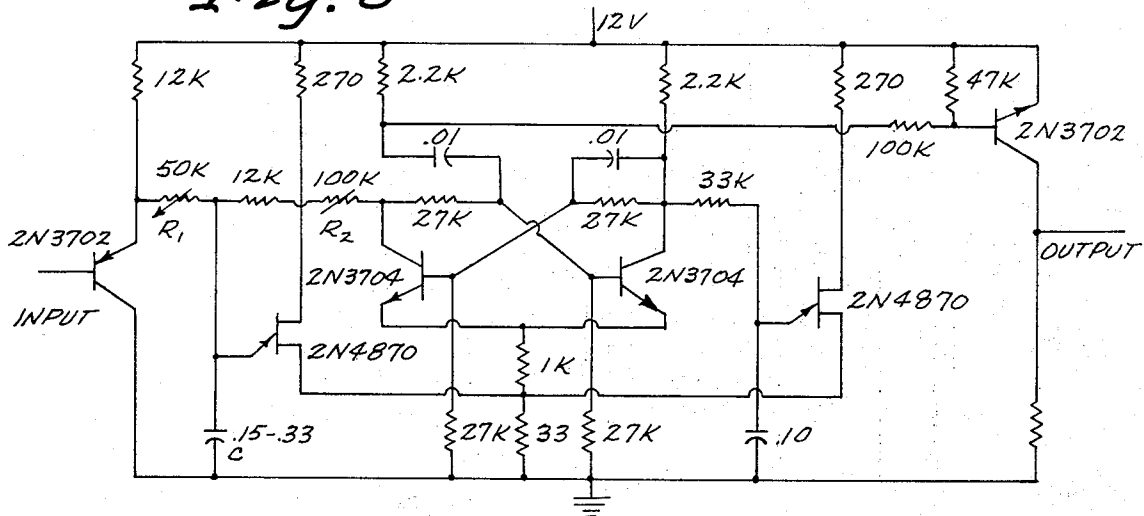 Fig. 3
12V
12K
270
2.2K
2.2K
270
47K
2N3702
100K
.01
.01
50K
12K
100K
33K
R1
R2
27K
27K
2N3702
OUTPUT
2N3704
2N3704
2N4870
INPUT
2N4870
1K
.15-.33
C
27K
33
27K
.10